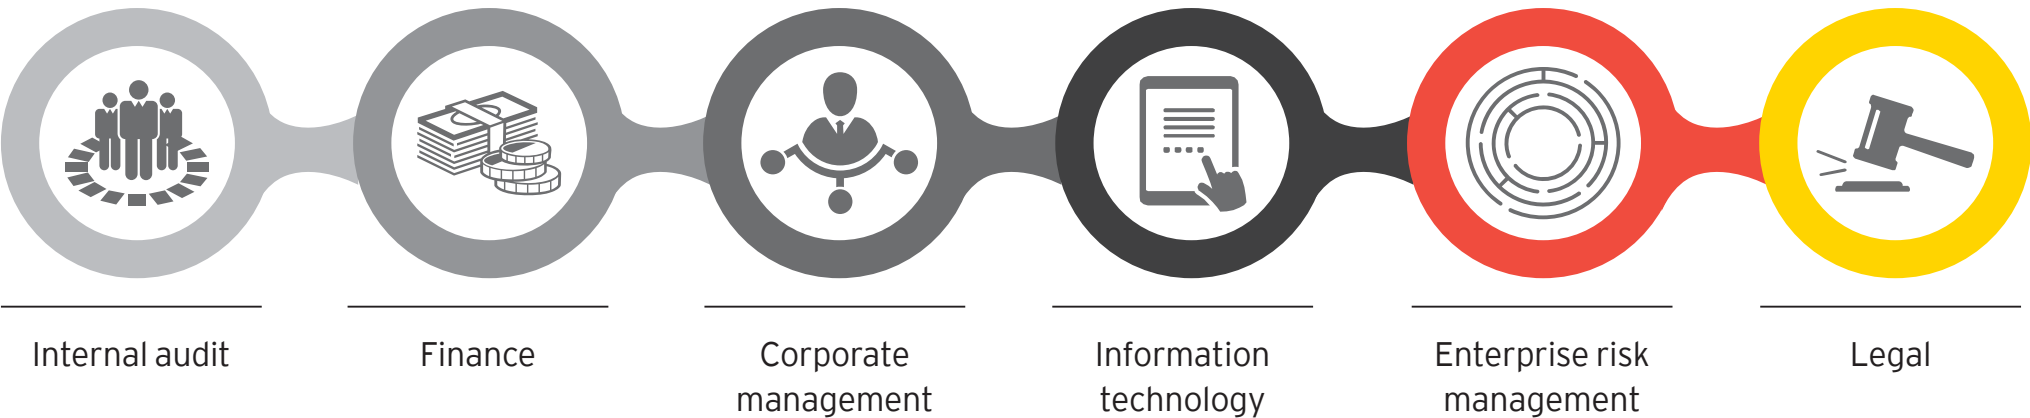 Internal audit
Finance
Corporate
management
Information
technology
Enterprise risk
management
Legal